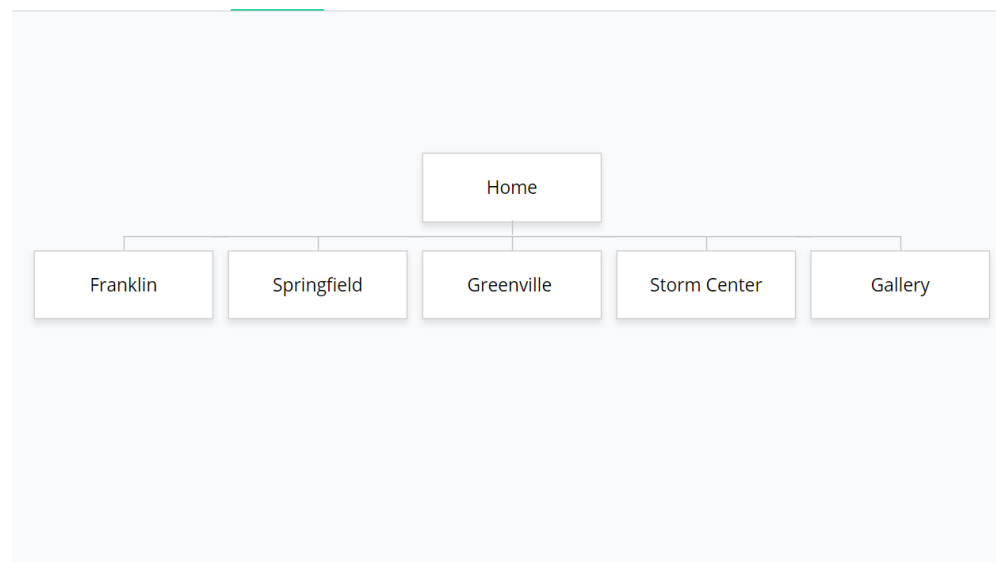 Home
Franklin
Springfield
Greenville
Storm Center
Gallery